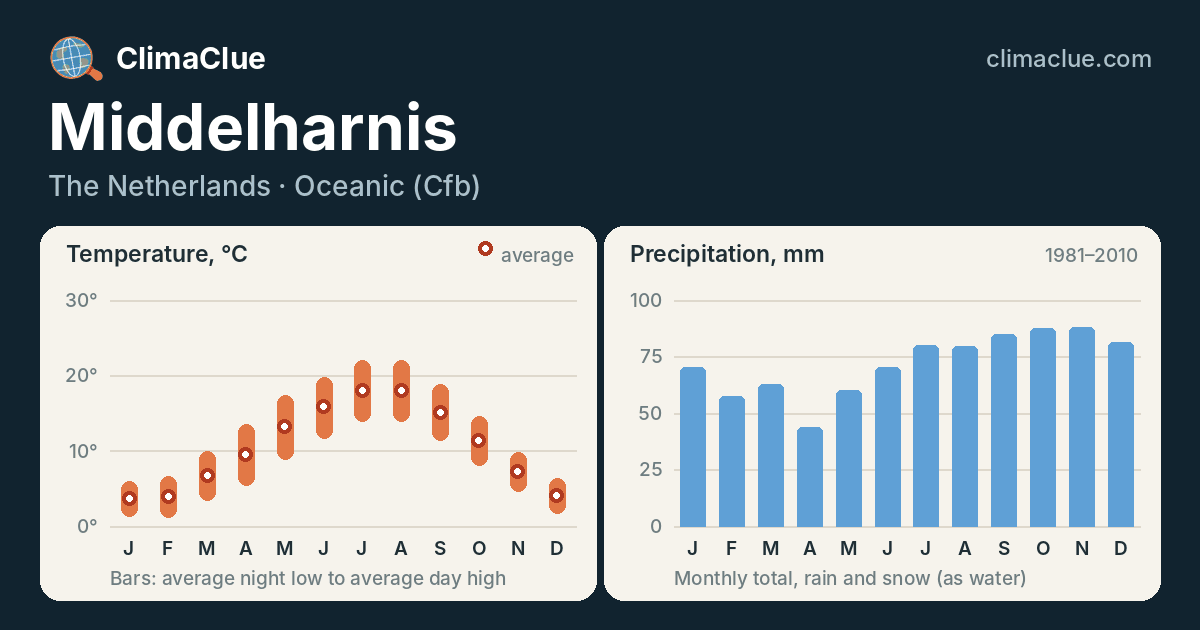 ClimaClue
climaclue.com
Middelharnis
The Netherlands · Oceanic (Cfb)
Temperature, °C
average
30°
20°
10°
0°
J F M A M J J A S O N D
Bars: average night low to average day high
Precipitation, mm
1981–2010
100
75
50
25
0
J F M A M J J A S O N D
Monthly total, rain and snow (as water)